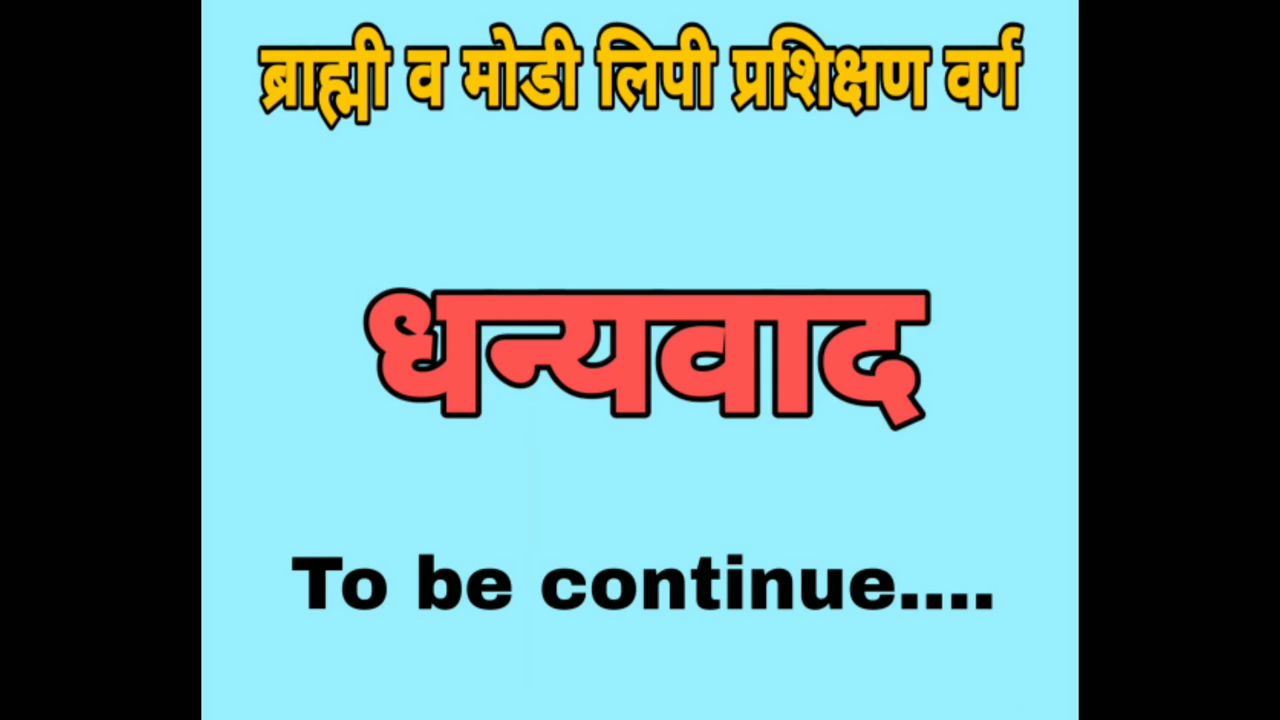 ब्राह्मी व मोडी लिपी प्रशिक्षण वर्ग
धन्यवाद
To be continue....